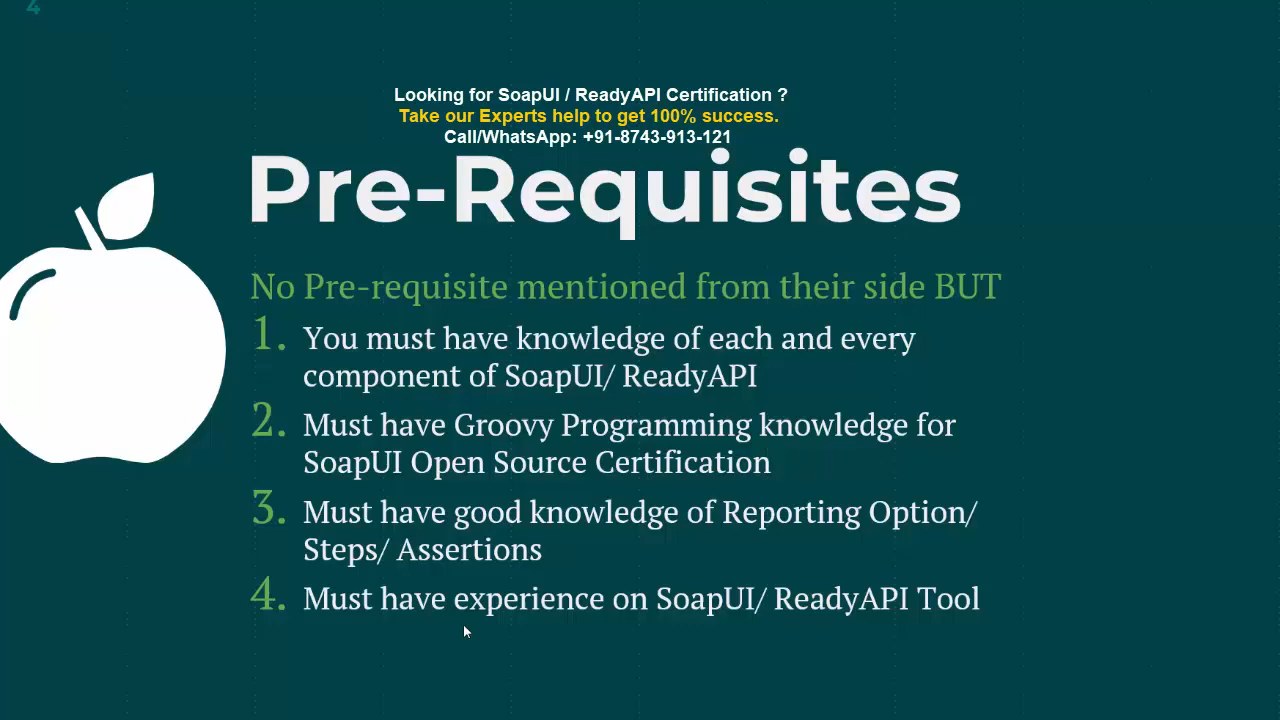 4
Looking for SoapUI / ReadyAPI Certification ?
Take our Experts help to get 100% success.
Call/WhatsApp: +91-8743-913-121
Pre-Requisites
No Pre-requisite mentioned from their side BUT
1. You must have knowledge of each and every
component of SoapUI/ ReadyAPI
2. Must have Groovy Programming knowledge for
SoapUI Open Source Certification
3. Must have good knowledge of Reporting Option/
Steps/ Assertions
4. Must have experience on SoapUI/ ReadyAPI Tool